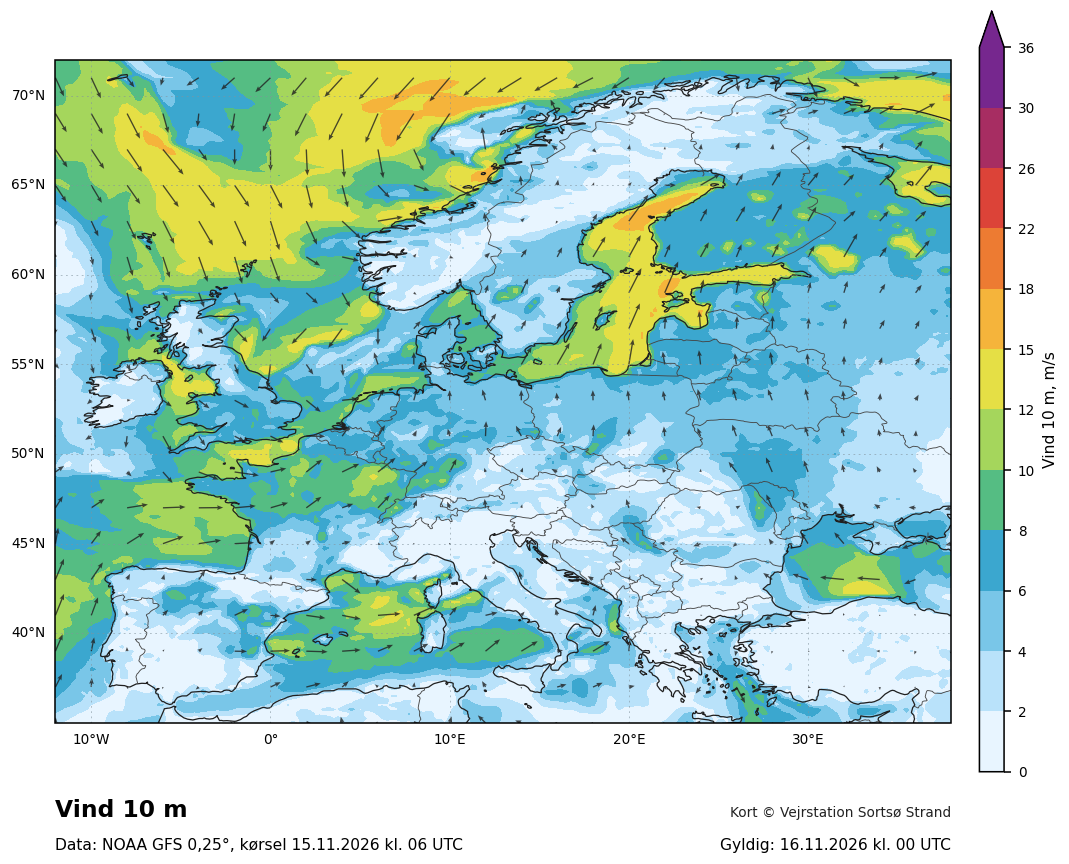 70°N
65°N
60°N
55°N
50°N
45°N
40°N
10°W 0° 10°E 20°E 30°E
36
30
26
22
18
15
12
10
8
6
4
2
0
Vind 10 m, m/s
Vind 10 m
Kort © Vejrstation Sortsø Strand
Data: NOAA GFS 0,25°, kørsel 15.11.2026 kl. 06 UTC
Gyldig: 16.11.2026 kl. 00 UTC